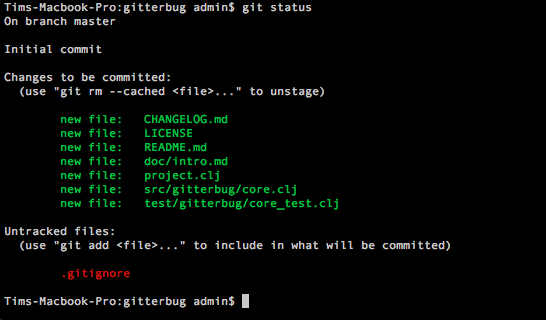 Tims-Macbook-Pro:gitterbug admin$ git status
On branch master
Initial commit
Changes to be committed:
(use "git rm --cached <file>..." to unstage)
new file: CHANGELOG.md
new file: LICENSE
new file: README.md
new file: doc/intro.md
new file: project.clj
new file: src/gitterbug/core.clj
new file: test/gitterbug/core_test.clj
Untracked files:
(use "git add <file>..." to include in what will be committed)
.gitignore
Tims-Macbook-Pro:gitterbug admin$